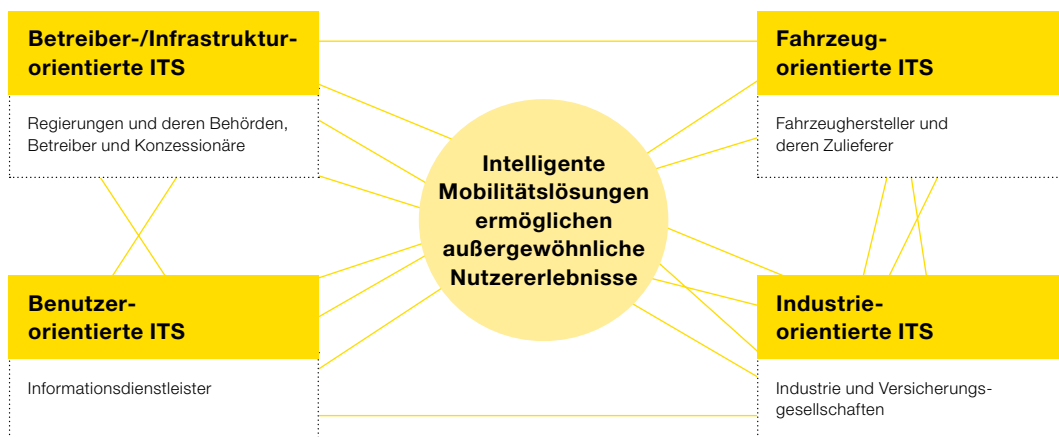 Betreiber-/Infrastruktur-
orientierte ITS
Regierungen und deren Behörden,
Betreiber und Konzessionäre
Fahrzeug-
orientierte ITS
Fahrzeughersteller und
deren Zulieferer
Intelligente
Mobilitätslösungen
ermöglichen
außergewöhnliche
Nutzererlebnisse
Benutzer-
orientierte ITS
Informationsdienstleister
Industrie-
orientierte ITS
Industrie und Versicherungs-
gesellschaften